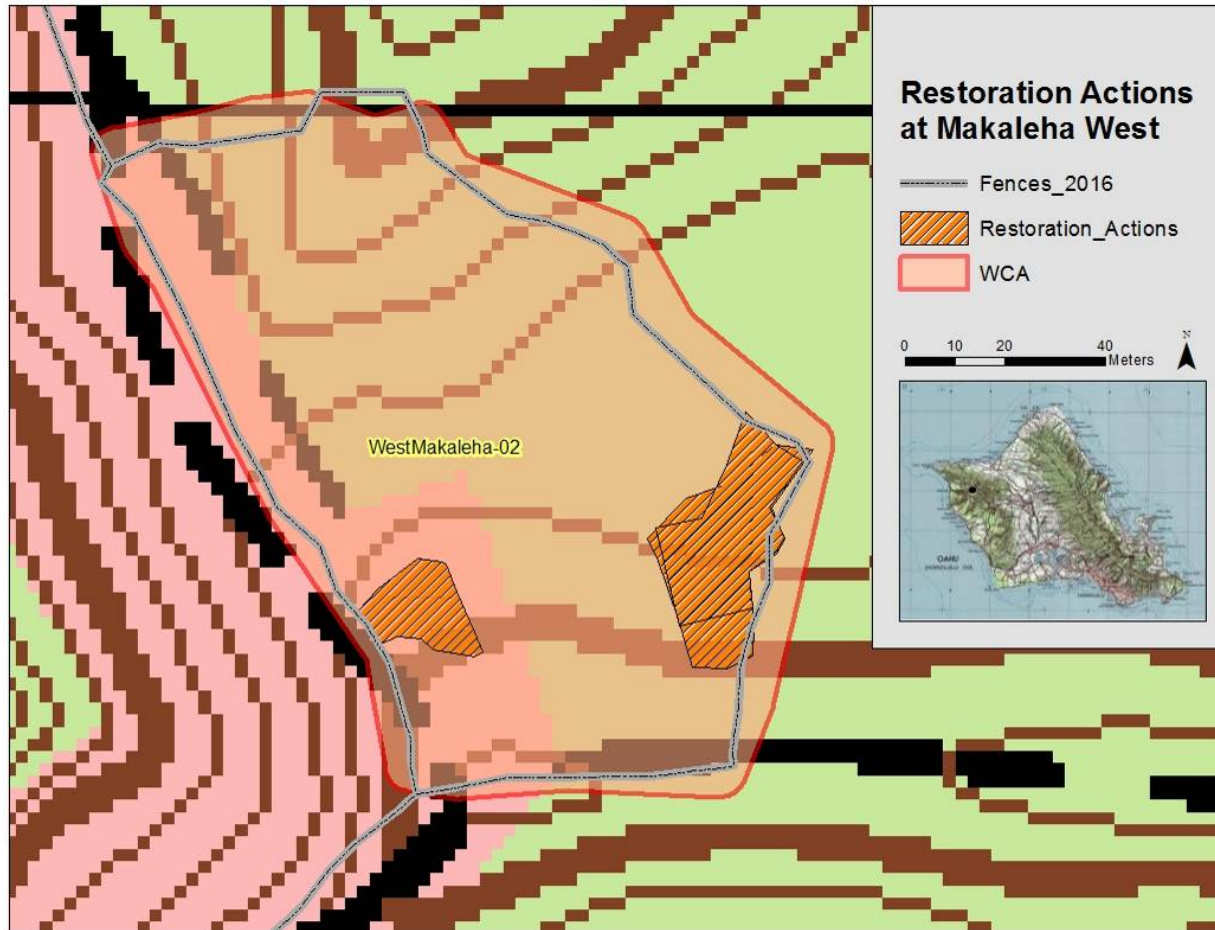 Restoration Actions
at Makaleha West
Fences_2016
Restoration_Actions
WCA
N
0 10 20 40
Meters
WestMakaleha-02
OAHU